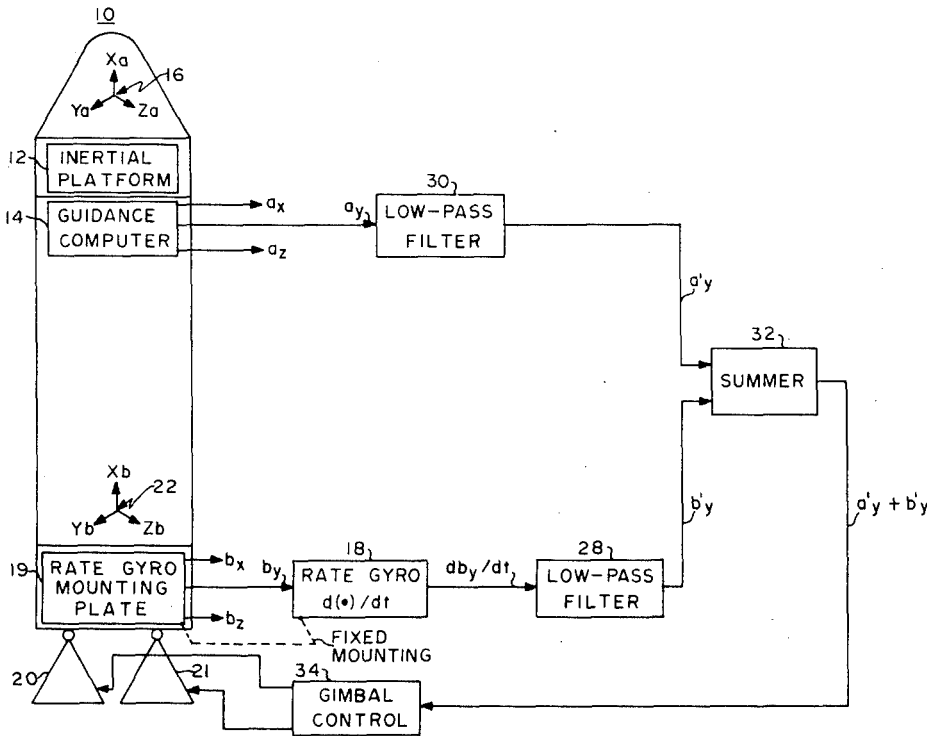 10
Xa
16
Ya
Za
12
INERTIAL
PLATFORM
14
GUIDANCE
COMPUTER
ax
ay
az
30
LOW-PASS
FILTER
a'y
32
SUMMER
Xb
22
Yb
Zb
b'y
a'y + b'y
19
RATE GYRO
MOUNTING
PLATE
bx
by
bz
18
RATE GYRO
d(•)/dt
dby/dt
28
LOW-PASS
FILTER
FIXED
MOUNTING
20
21
34
GIMBAL
CONTROL